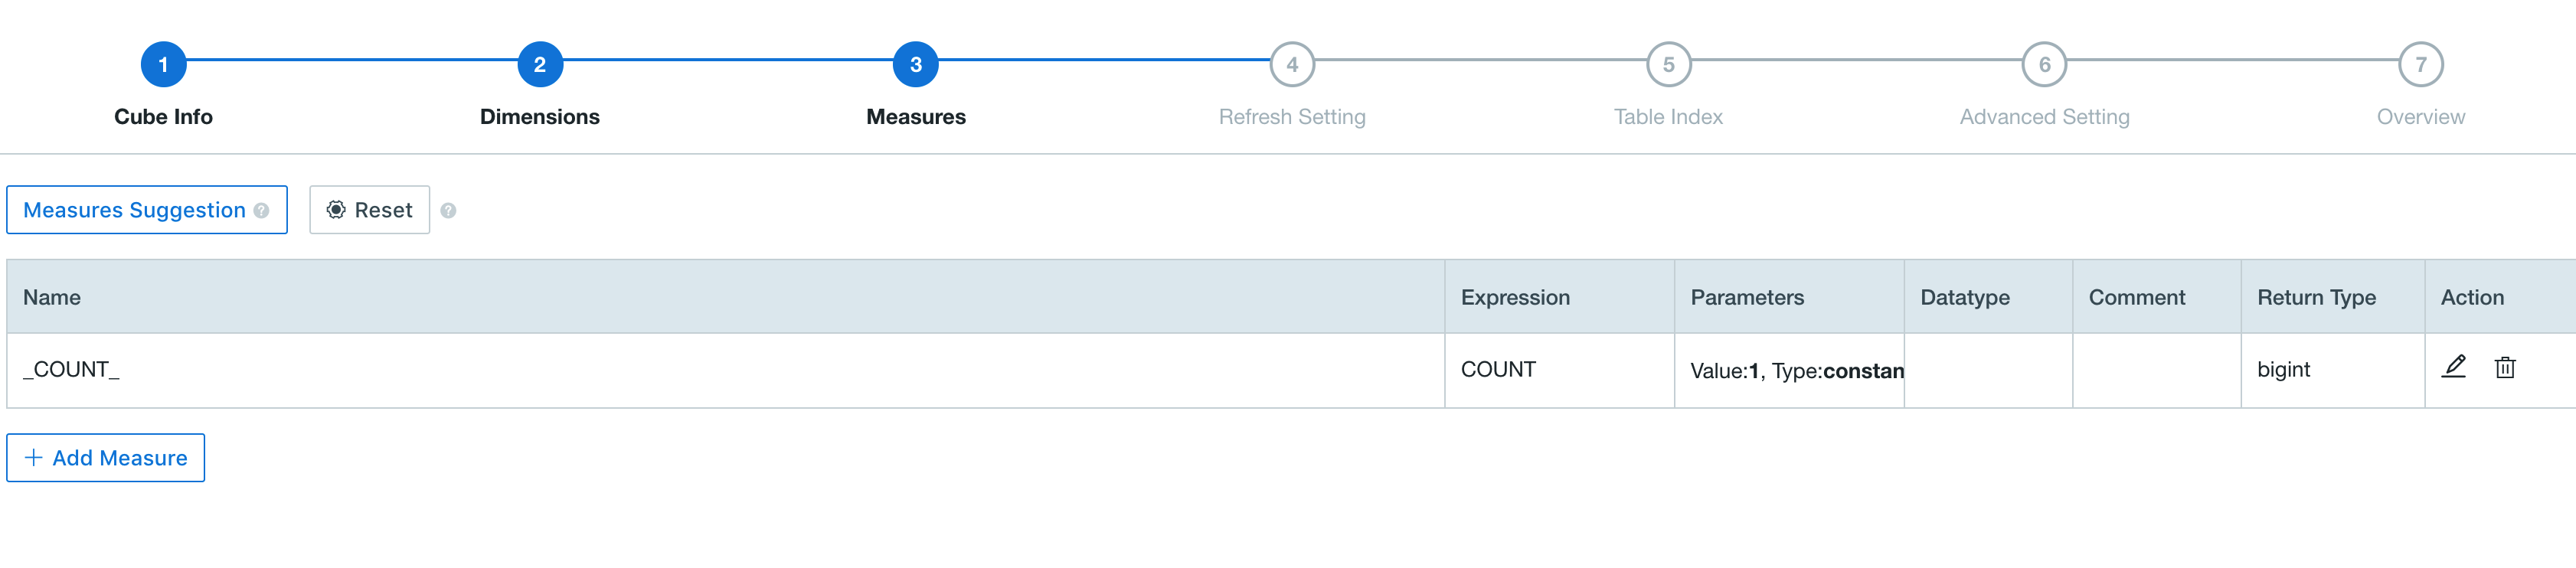 1 2 3 4 5 6 7
Cube Info Dimensions Measures Refresh Setting Table Index Advanced Setting Overview
Measures Suggestion ? Reset ?
Name Expression Parameters Datatype Comment Return Type Action
_COUNT_ COUNT Value:1, Type:constan bigint
+ Add Measure